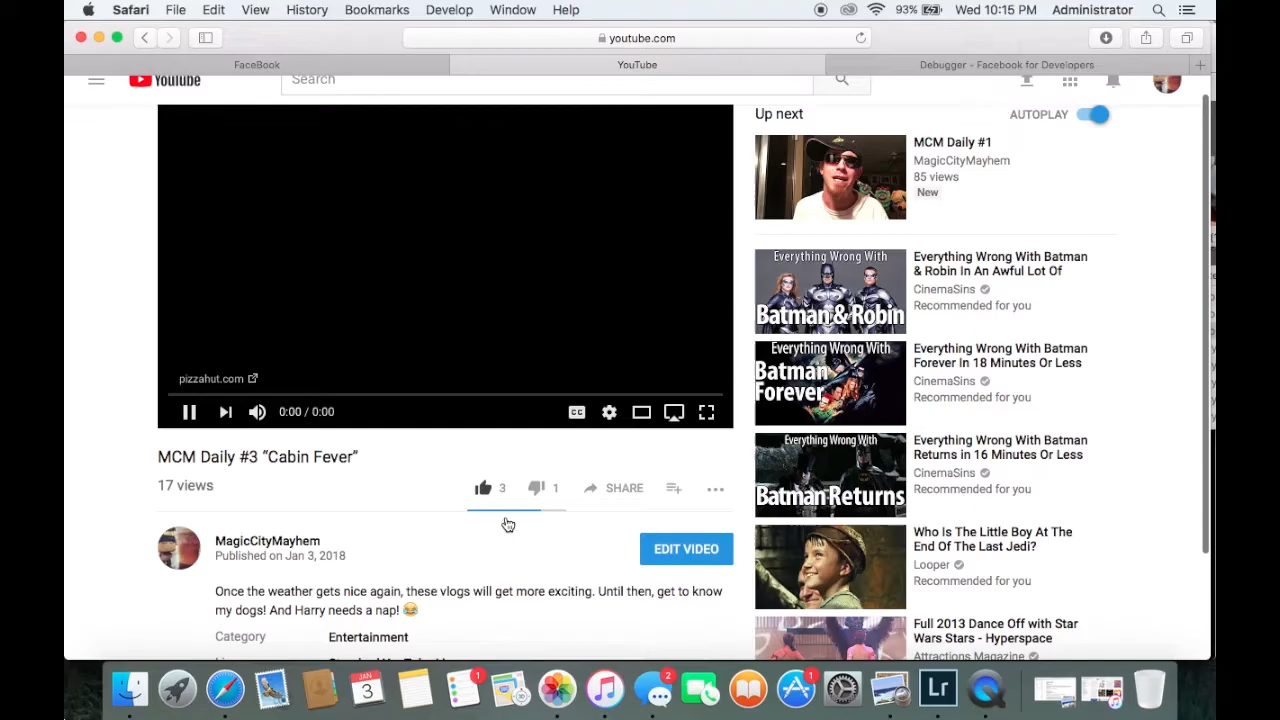 Safari File Edit View History Bookmarks Develop Window Help 93% Wed 10:15 PM Administrator
youtube.com
FaceBook YouTube Debugger - Facebook for Developers
YouTube
Search
Up next AUTOPLAY
MCM Daily #1
MagicCityMayhem
85 views
New
Everything Wrong With
Batman & Robin
Everything Wrong With Batman
& Robin In An Awful Lot Of
CinemaSins
Recommended for you
Everything Wrong With
Batman
Forever
Everything Wrong With Batman
Forever In 18 Minutes Or Less
CinemaSins
Recommended for you
Everything Wrong With
Batman Returns
Everything Wrong With Batman
Returns in 16 Minutes Or Less
CinemaSins
Recommended for you
Who Is The Little Boy At The
End Of The Last Jedi?
Looper
Recommended for you
Full 2013 Dance Off with Star
Wars Stars - Hyperspace
Attractions Magazine
pizzahut.com
0:00 / 0:00
CC
MCM Daily #3 “Cabin Fever”
17 views
3 1 SHARE
MagicCityMayhem
Published on Jan 3, 2018
EDIT VIDEO
Once the weather gets nice again, these vlogs will get more exciting. Until then, get to know
my dogs! And Harry needs a nap! 😂
Category Entertainment
JAN
3
1
2
1
Lr